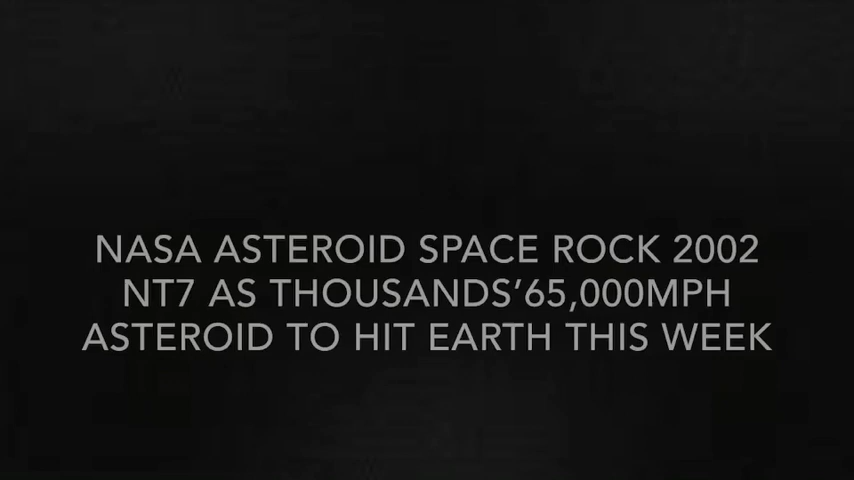 NASA ASTEROID SPACE ROCK 2002
NT7 AS THOUSANDS’65,000MPH
ASTEROID TO HIT EARTH THIS WEEK